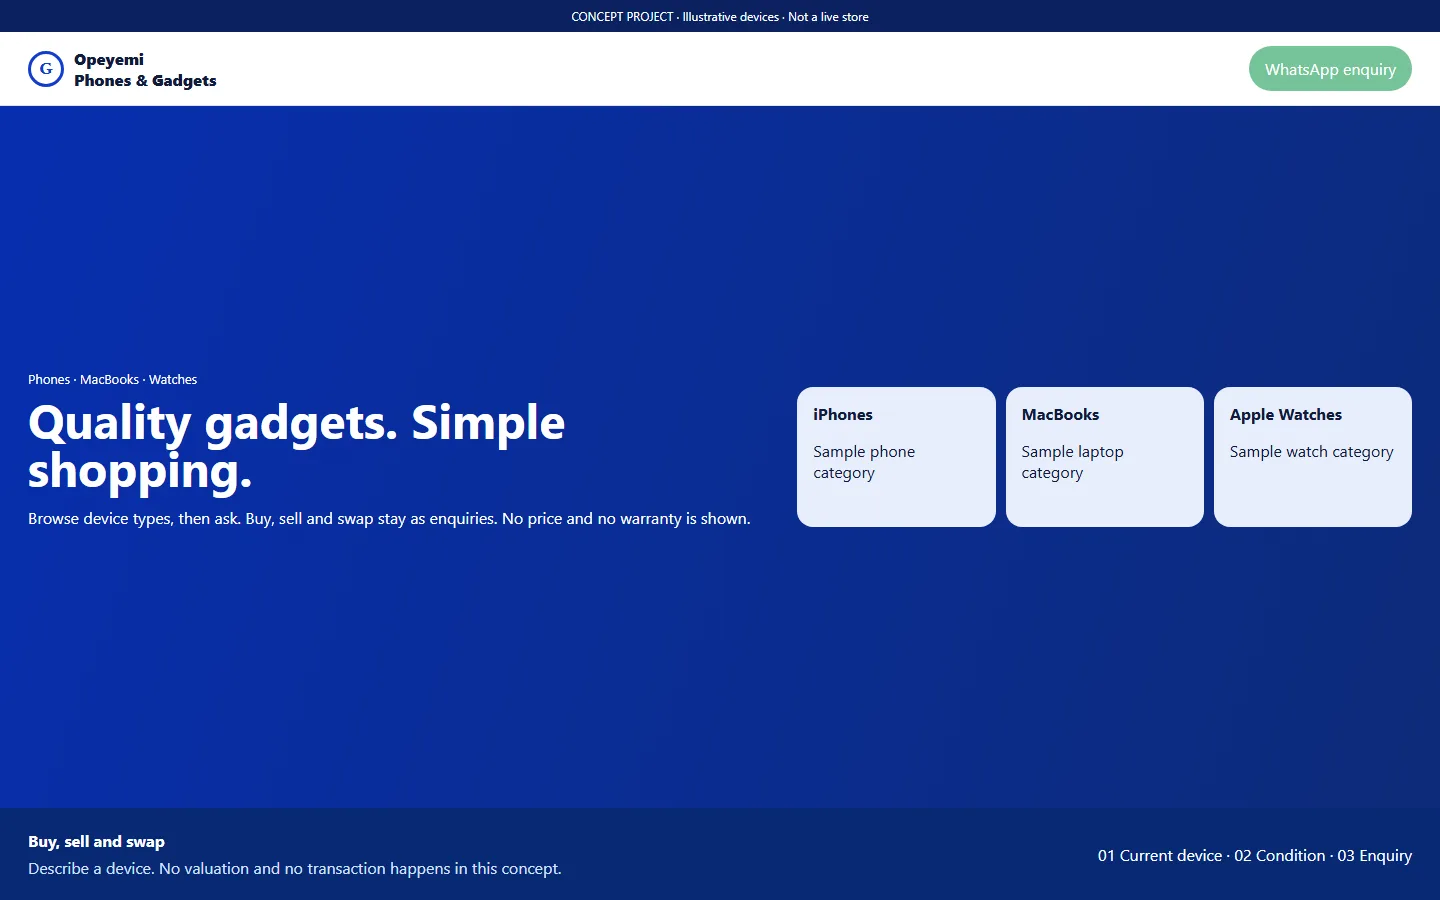 CONCEPT PROJECT · Illustrative devices · Not a live store
G
Opeyemi
Phones & Gadgets
WhatsApp enquiry
Phones · MacBooks · Watches
Quality gadgets. Simple
shopping.
Browse device types, then ask. Buy, sell and swap stay as enquiries. No price and no warranty is shown.
iPhones
Sample phone
category
MacBooks
Sample laptop
category
Apple Watches
Sample watch category
Buy, sell and swap
Describe a device. No valuation and no transaction happens in this concept.
01 Current device · 02 Condition · 03 Enquiry